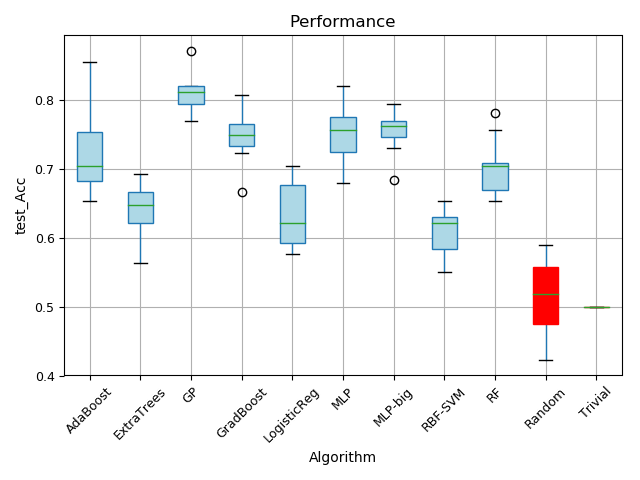 Performance
test_Acc
0.8
0.7
0.6
0.5
0.4
AdaBoost
ExtraTrees
GP
GradBoost
LogisticReg
MLP
MLP-big
RBF-SVM
RF
Random
Trivial
Algorithm